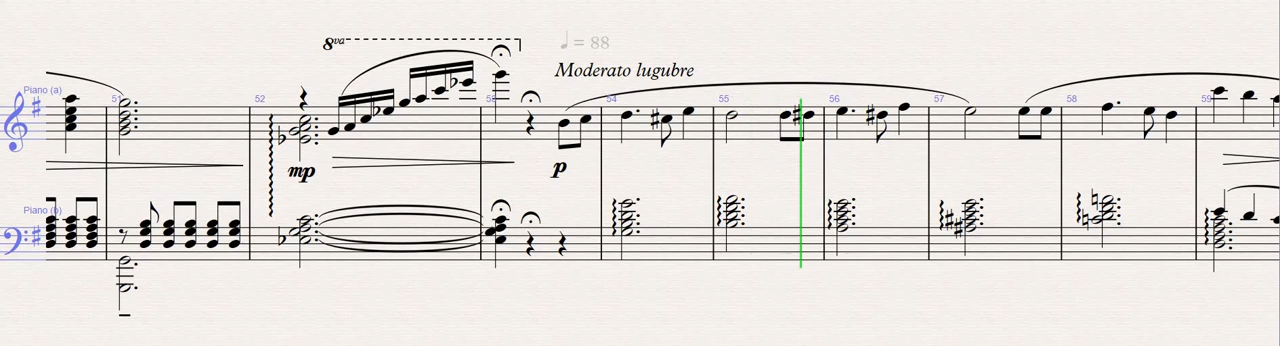 8va
♩ = 88
Moderato lugubre
Piano (a)
51
52
53
54
55
56
57
58
59
mp
p
Piano (b)